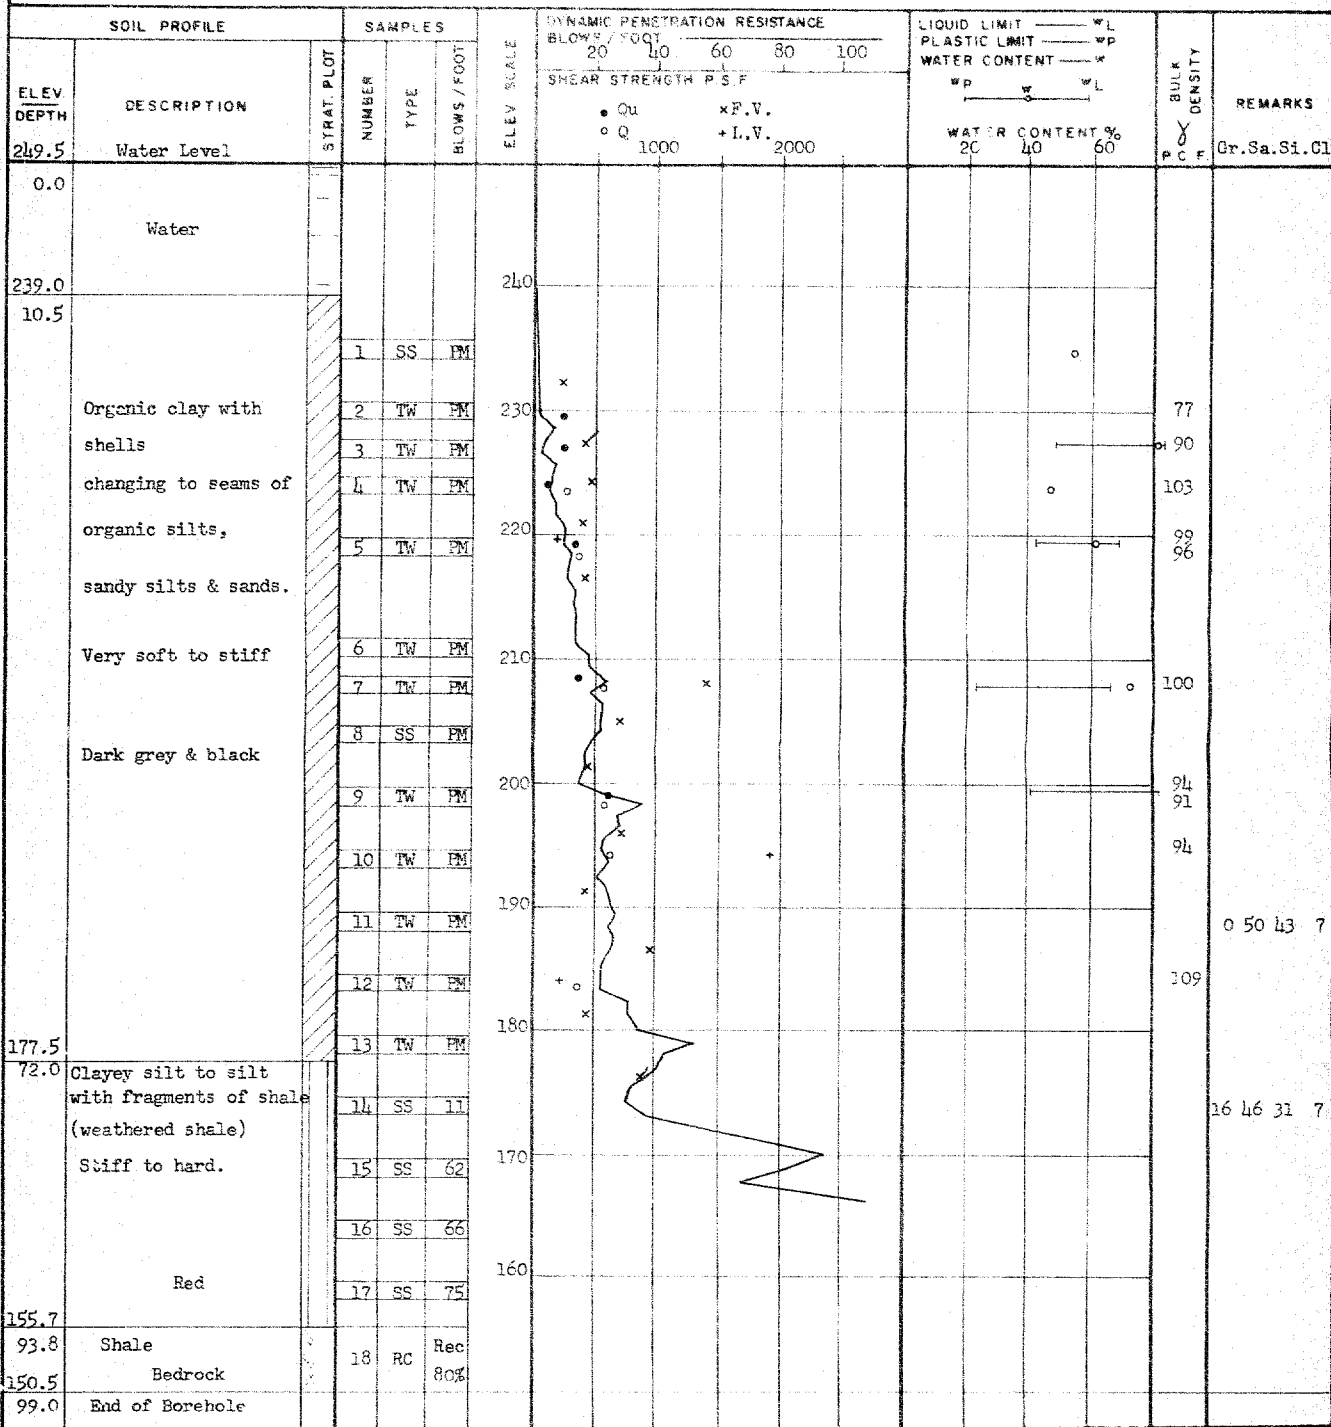 SOIL PROFILE
SAMPLES
DYNAMIC PENETRATION RESISTANCE
BLOWS / FOOT
20 40 60 80 100
SHEAR STRENGTH P.S.F
● Qu ×F.V.
○ Q +L.V.
1000 2000
LIQUID LIMIT wL
PLASTIC LIMIT wP
WATER CONTENT w
wP w wL
WATER CONTENT %
20 40 60
ELEV
DEPTH
DESCRIPTION
STRAT. PLOT
NUMBER
TYPE
BLOWS / FOOT
ELEV SCALE
BULK DENSITY
γ
P C F
REMARKS
Gr.Sa.Si.Cl
249.5 Water Level
0.0
Water
239.0
10.5
240
1 SS PM
Organic clay with
2 TW PM 230 77
shells
3 TW PM 90
changing to seams of
4 TW PM 103
organic silts,
220 99
5 TW PM 96
sandy silts & sands.
Very soft to stiff
6 TW PM 210
7 TW PM 100
8 SS PM
Dark grey & black
200 94
9 TW PM 91
10 TW PM 94
190
11 TW PM 0 50 43 7
12 TW PM 109
180
177.5
13 TW PM
72.0 Clayey silt to silt
with fragments of shale
14 SS 11 16 46 31 7
(weathered shale)
Stiff to hard.
170
15 SS 62
16 SS 66
160
Red
17 SS 75
155.7
93.8 Shale
Bedrock
18 RC Rec
80%
150.5
99.0 End of Borehole